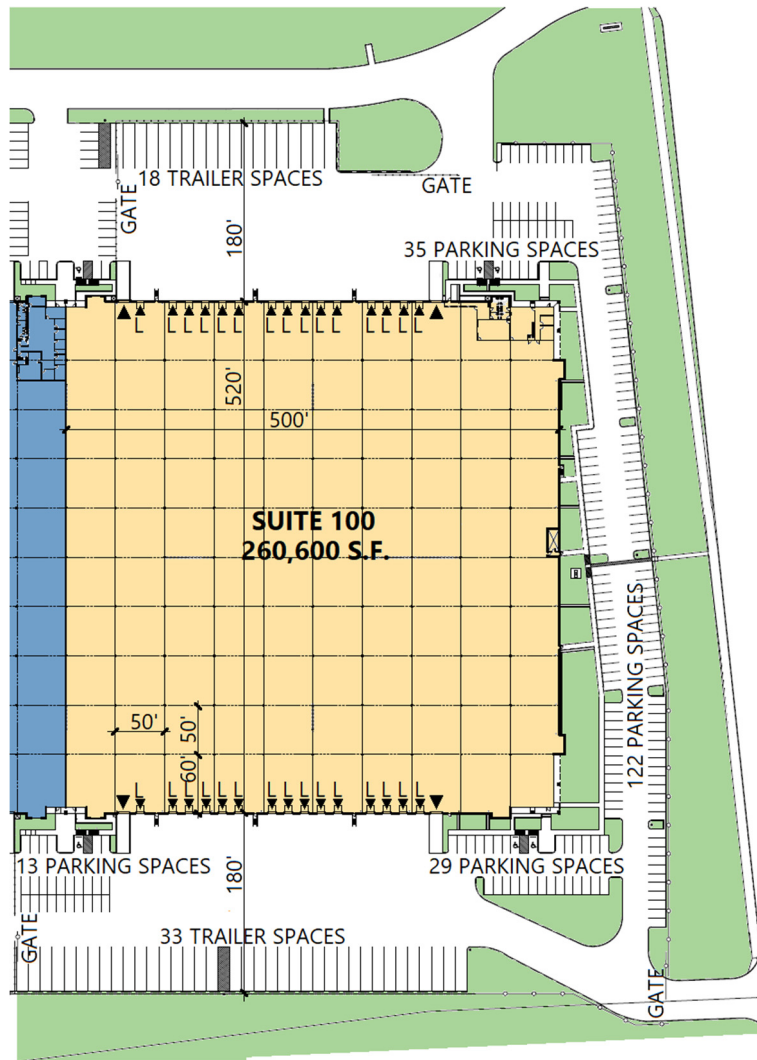 18 TRAILER SPACES
GATE
GATE
180'
35 PARKING SPACES
L L L L L L L L L L L L L L
520'
500'
SUITE 100
260,600 S.F.
122 PARKING SPACES
50'
50'
60'
L L L L L L L L L L L L L L
13 PARKING SPACES
180'
29 PARKING SPACES
33 TRAILER SPACES
GATE
GATE